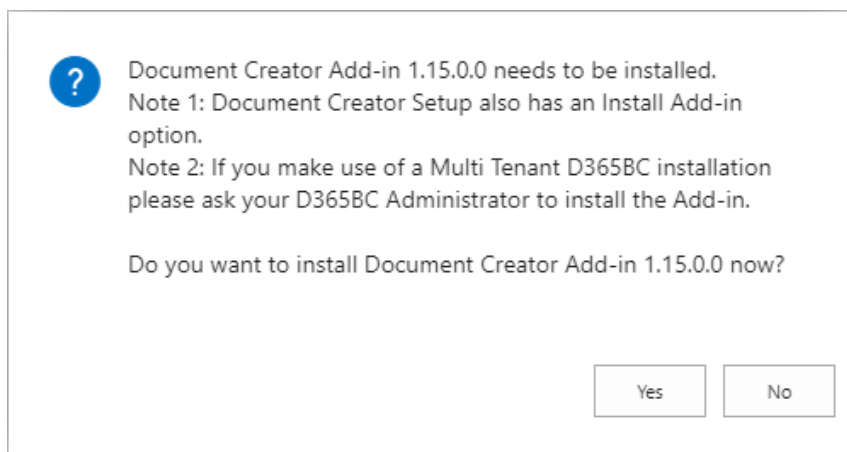 ?
Document Creator Add-in 1.15.0.0 needs to be installed.
Note 1: Document Creator Setup also has an Install Add-in
option.
Note 2: If you make use of a Multi Tenant D365BC installation
please ask your D365BC Administrator to install the Add-in.
Do you want to install Document Creator Add-in 1.15.0.0 now?
Yes No